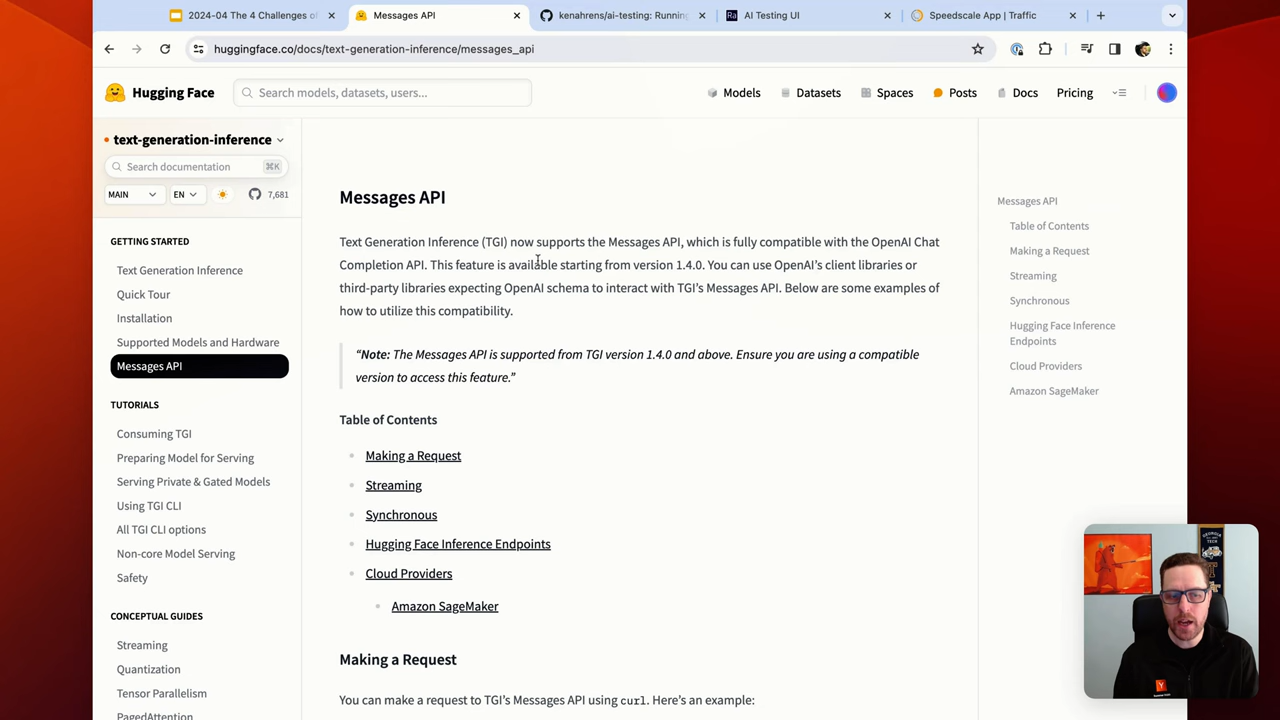 2024-04 The 4 Challenges of
Messages API
kenahrens/ai-testing: Running
AI Testing UI
Speedscale App | Traffic
huggingface.co/docs/text-generation-inference/messages_api
Hugging Face
Search models, datasets, users...
Models
Datasets
Spaces
Posts
Docs
Pricing
text-generation-inference
Search documentation
⌘K
MAIN
EN
7,681
GETTING STARTED
Text Generation Inference
Quick Tour
Installation
Supported Models and Hardware
Messages API
TUTORIALS
Consuming TGI
Preparing Model for Serving
Serving Private & Gated Models
Using TGI CLI
All TGI CLI options
Non-core Model Serving
Safety
CONCEPTUAL GUIDES
Streaming
Quantization
Tensor Parallelism
PagedAttention
Messages API
Text Generation Inference (TGI) now supports the Messages API, which is fully compatible with the OpenAI Chat
Completion API. This feature is available starting from version 1.4.0. You can use OpenAI’s client libraries or
third-party libraries expecting OpenAI schema to interact with TGI’s Messages API. Below are some examples of
how to utilize this compatibility.
“Note: The Messages API is supported from TGI version 1.4.0 and above. Ensure you are using a compatible
version to access this feature.”
Table of Contents
Making a Request
Streaming
Synchronous
Hugging Face Inference Endpoints
Cloud Providers
Amazon SageMaker
Making a Request
You can make a request to TGI’s Messages API using curl. Here’s an example:
Messages API
Table of Contents
Making a Request
Streaming
Synchronous
Hugging Face Inference
Endpoints
Cloud Providers
Amazon SageMaker